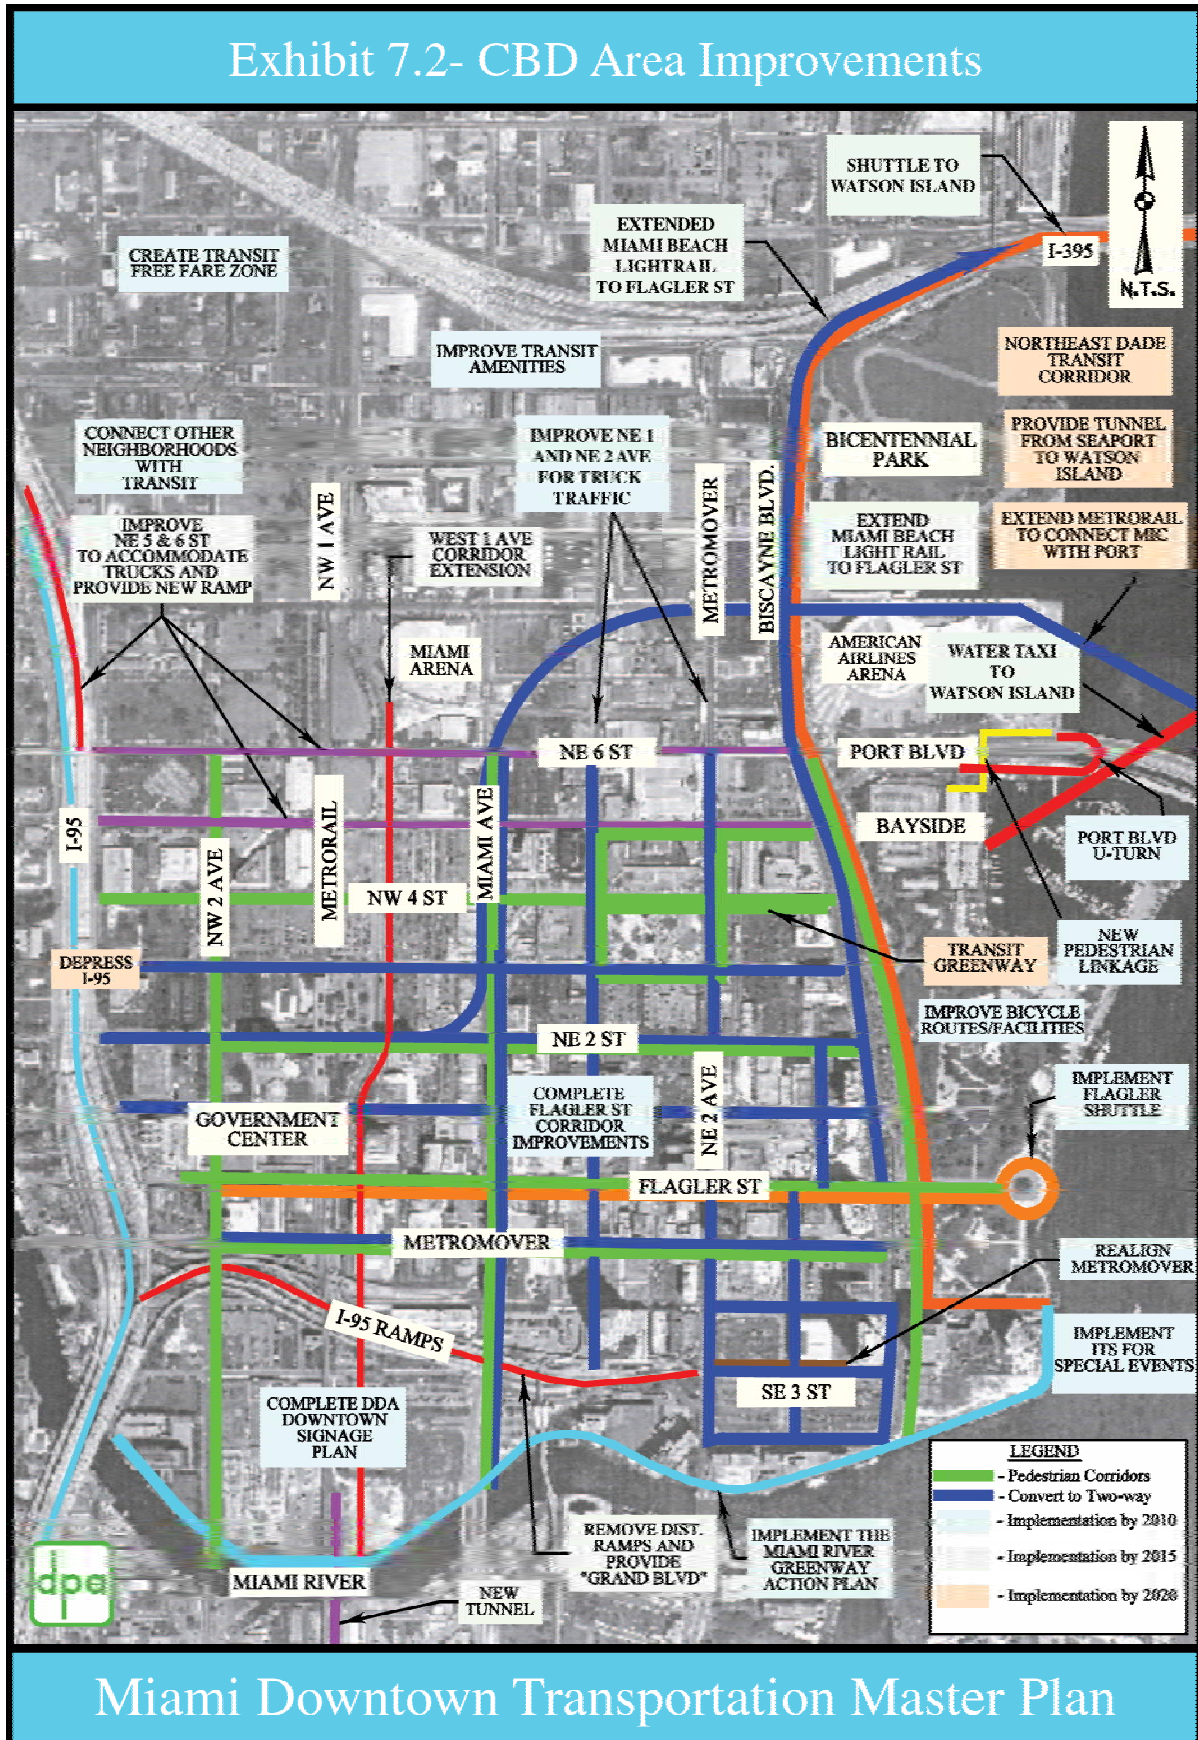 Exhibit 7.2- CBD Area Improvements
SHUTTLE TO
WATSON ISLAND
N.T.S.
EXTENDED
MIAMI BEACH
LIGHTRAIL
TO FLAGLER ST
I-395
CREATE TRANSIT
FREE FARE ZONE
IMPROVE TRANSIT
AMENITIES
NORTHEAST DADE
TRANSIT
CORRIDOR
CONNECT OTHER
NEIGHBORHOODS
WITH
TRANSIT
IMPROVE NE 1
AND NE 2 AVE
FOR TRUCK
TRAFFIC
BICENTENNIAL
PARK
PROVIDE TUNNEL
FROM SEAPORT
TO WATSON
ISLAND
IMPROVE
NE 5 & 6 ST
TO ACCOMMODATE
TRUCKS AND
PROVIDE NEW RAMP
NW 1 AVE
WEST 1 AVE
CORRIDOR
EXTENSION
METROMOVER
BISCAYNE BLVD.
EXTEND
MIAMI BEACH
LIGHT RAIL
TO FLAGLER ST
EXTEND METRORAIL
TO CONNECT MIC
WITH PORT
MIAMI
ARENA
AMERICAN
AIRLINES
ARENA
WATER TAXI
TO
WATSON ISLAND
NE 6 ST
PORT BLVD
I-95
METRORAIL
MIAMI AVE
BAYSIDE
PORT BLVD
U-TURN
NW 2 AVE
NW 4 ST
DEPRESS
I-95
TRANSIT
GREENWAY
NEW
PEDESTRIAN
LINKAGE
IMPROVE BICYCLE
ROUTES/FACILITIES
NE 2 ST
IMPLEMENT
FLAGLER
SHUTTLE
GOVERNMENT
CENTER
COMPLETE
FLAGLER ST
CORRIDOR
IMPROVEMENTS
NE 2 AVE
FLAGLER ST
METROMOVER
REALIGN
METROMOVER
I-95 RAMPS
IMPLEMENT
ITS FOR
SPECIAL EVENTS
SE 3 ST
COMPLETE DDA
DOWNTOWN
SIGNAGE
PLAN
LEGEND
- Pedestrian Corridors
- Convert to Two-way
- Implementation by 2010
- Implementation by 2015
- Implementation by 2020
REMOVE DIST.
RAMPS AND
PROVIDE
"GRAND BLVD"
IMPLEMENT THE
MIAMI RIVER
GREENWAY
ACTION PLAN
dpa
MIAMI RIVER
NEW
TUNNEL
Miami Downtown Transportation Master Plan